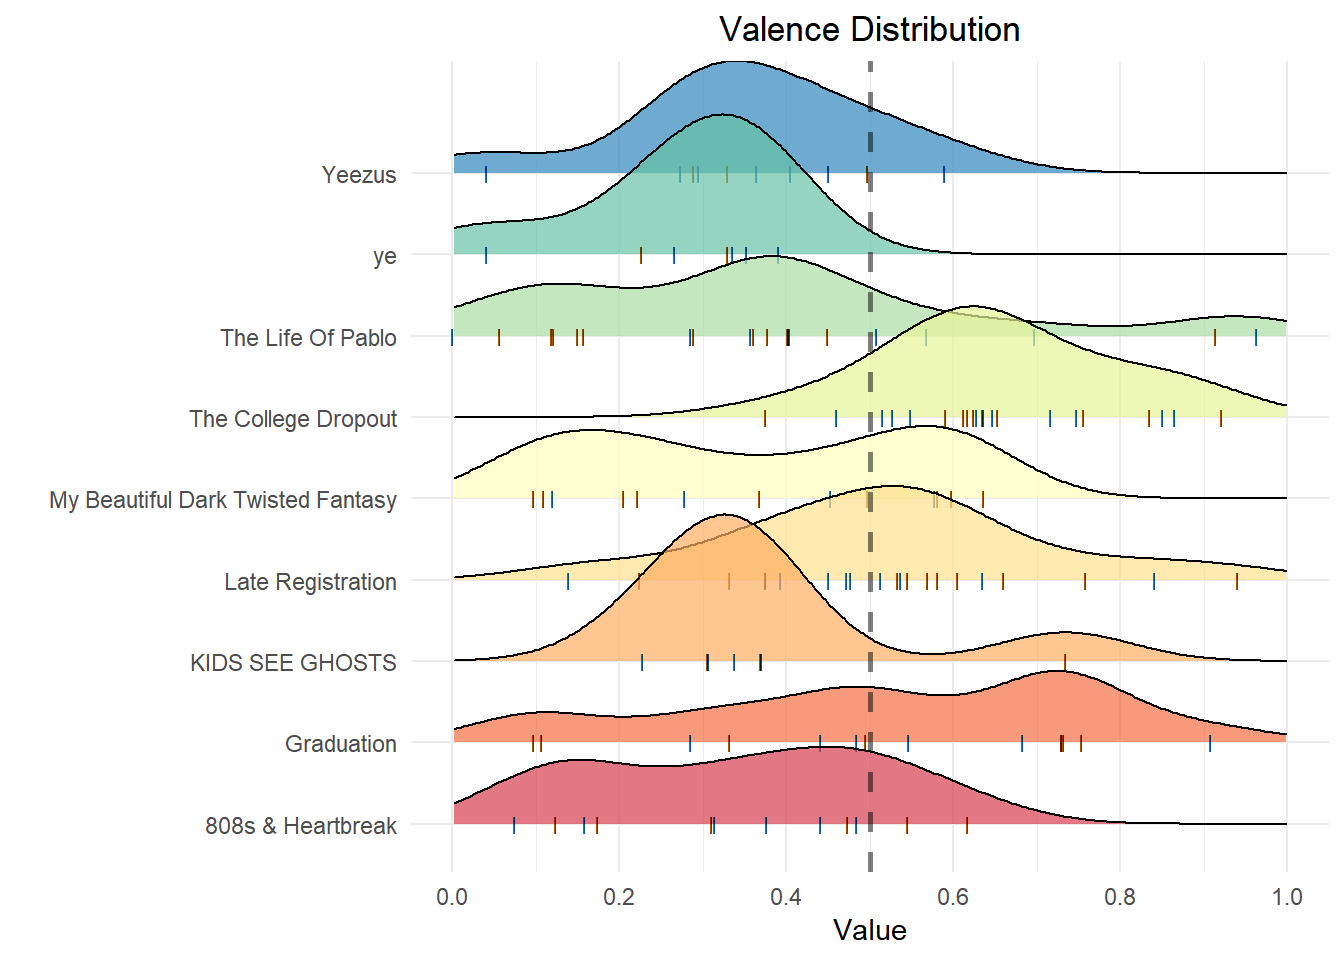 Valence Distribution
Yeezus
ye
The Life Of Pablo
The College Dropout
My Beautiful Dark Twisted Fantasy
Late Registration
KIDS SEE GHOSTS
Graduation
808s & Heartbreak
0.0 0.2 0.4 0.6 0.8 1.0
Value